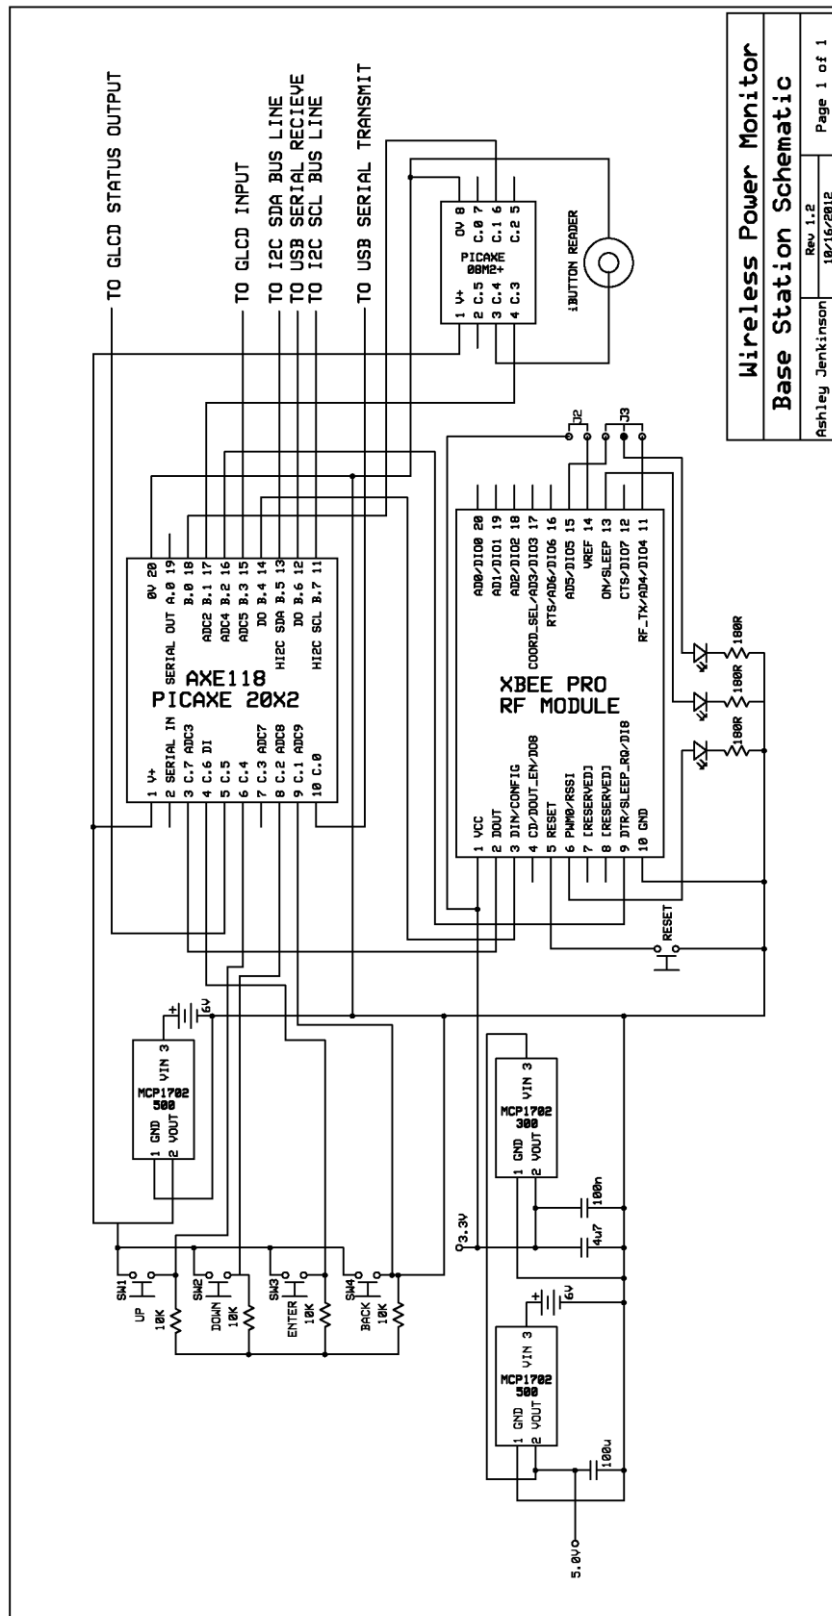 Wireless Power Monitor
Base Station Schematic
Ashley Jenkinson
Rev 1.2
10/16/2012
Page 1 of 1
TO GLCD STATUS OUTPUT
TO GLCD INPUT
TO I2C SDA BUS LINE
TO USB SERIAL RECIEVE
TO I2C SCL BUS LINE
TO USB SERIAL TRANSMIT
AXE118
PICAXE 20X2
1 V+
2 SERIAL IN
3 C.7 ADC3
4 C.6 DI
5 C.5
6 C.4
7 C.3 ADC7
8 C.2 ADC8
9 C.1 ADC9
10 C.0
0V 20
SERIAL OUT A.0 19
B.0 18
ADC2 B.1 17
ADC4 B.2 16
ADC5 B.3 15
DO B.4 14
HI2C SDA B.5 13
DO B.6 12
HI2C SCL B.7 11
PICAXE
08M2+
1 V+
2 C.5
3 C.4
4 C.3
0V 8
C.0 7
C.1 6
C.2 5
iBUTTON READER
XBEE PRO
RF MODULE
1 VCC
2 DOUT
3 DIN/CONFIG
4 CD/DOUT_EN/DO8
5 RESET
6 PWM0/RSSI
7 [RESERVED]
8 [RESERVED]
9 DTR/SLEEP_RQ/DI8
10 GND
AD0/DIO0 20
AD1/DIO1 19
AD2/DIO2 18
COORD_SEL/AD3/DIO3 17
RTS/AD6/DIO6 16
AD5/DIO5 15
VREF 14
ON/SLEEP 13
CTS/DIO7 12
RF_TX/AD4/DIO4 11
J2
J3
180R
180R
180R
RESET
MCP1702
500
1 GND
2 VOUT
VIN 3
+
6V
SW1
UP
10K
SW2
DOWN
10K
SW3
ENTER
10K
SW4
BACK
10K
MCP1702
300
1 GND
2 VOUT
VIN 3
3.3V
100n
4u7
MCP1702
500
1 GND
2 VOUT
VIN 3
+
6V
100u
5.0V